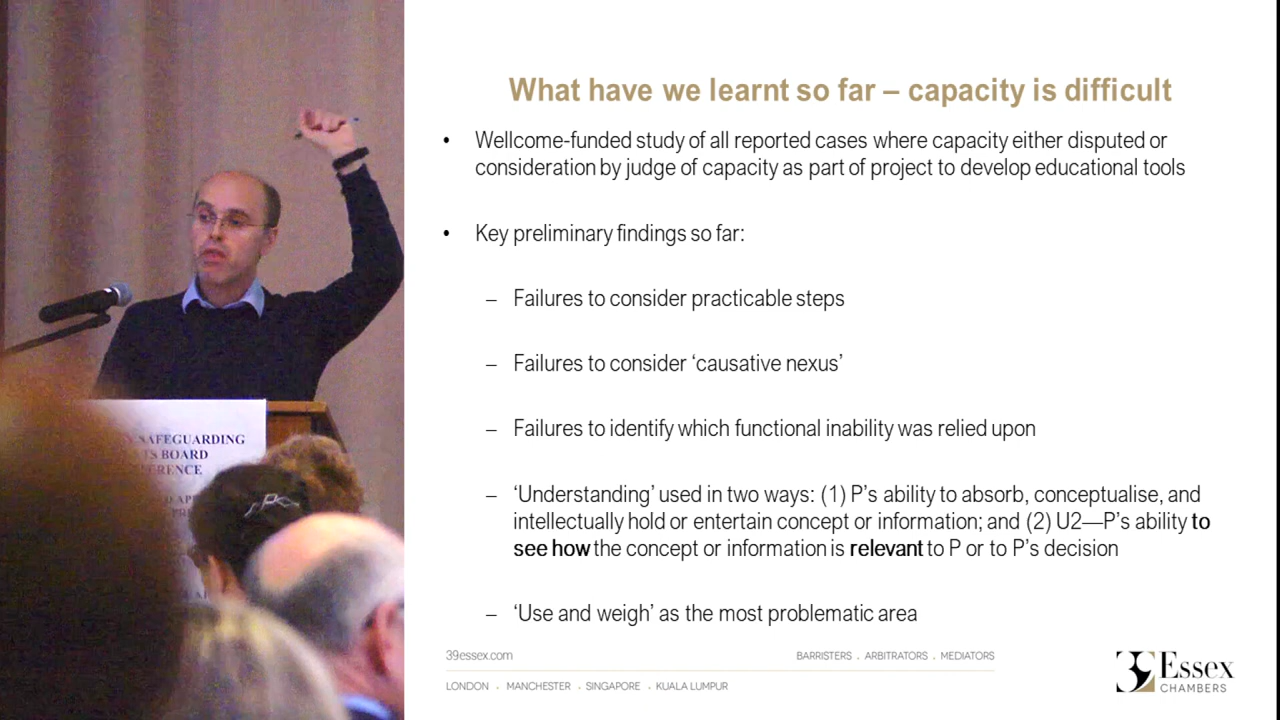 What have we learnt so far – capacity is difficult
• Wellcome-funded study of all reported cases where capacity either disputed or
consideration by judge of capacity as part of project to develop educational tools
• Key preliminary findings so far:
– Failures to consider practicable steps
– Failures to consider ‘causative nexus’
– Failures to identify which functional inability was relied upon
– ‘Understanding’ used in two ways: (1) P’s ability to absorb, conceptualise, and
intellectually hold or entertain concept or information; and (2) U2—P’s ability to
see how the concept or information is relevant to P or to P’s decision
– ‘Use and weigh’ as the most problematic area
39essex.com
BARRISTERS . ARBITRATORS . MEDIATORS
LONDON . MANCHESTER . SINGAPORE . KUALA LUMPUR
39 Essex
CHAMBERS
SAFEGUARDING
BOARD